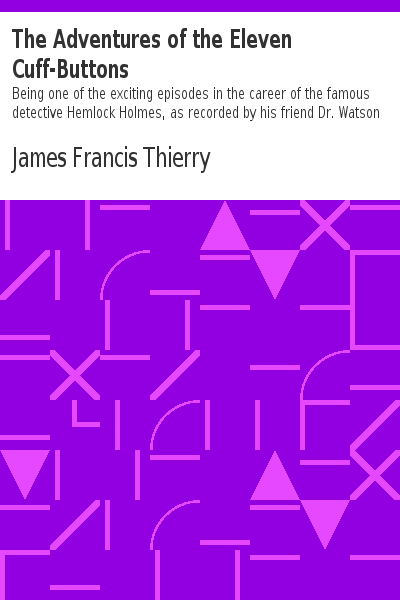 The Adventures of the Eleven
Cuff-Buttons
Being one of the exciting episodes in the career of the famous
detective Hemlock Holmes, as recorded by his friend Dr. Watson
James Francis Thierry